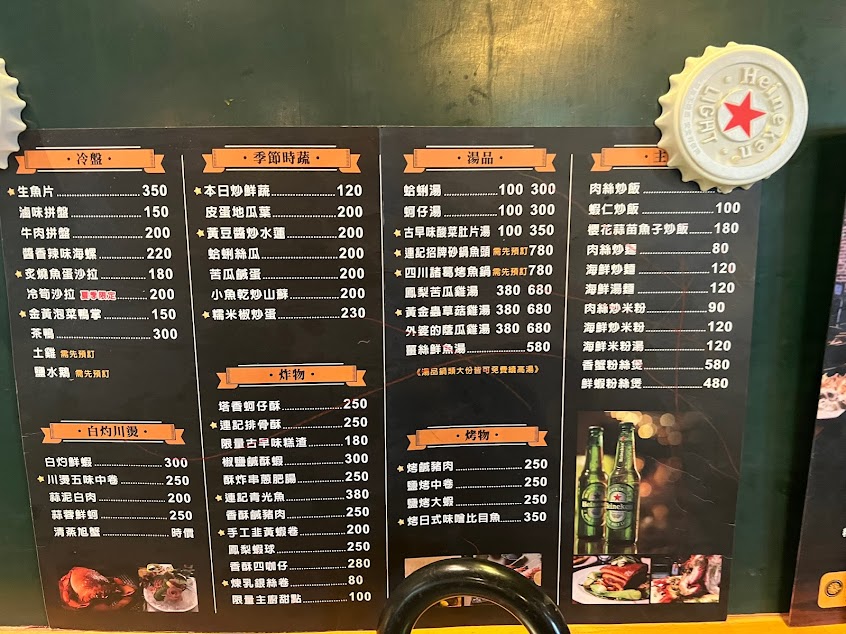 冷盤
★生魚片 350
滷味拼盤 150
牛肉拼盤 200
醬香辣味海螺 220
★炙燒魚蛋沙拉 180
冷筍沙拉 夏季限定 200
★金黃泡菜鴨掌 150
茶鴨 300
土雞 需先預訂
鹽水鵝 需先預訂
白灼川燙
白灼鮮蝦 300
★川燙五味中卷 250
蒜泥白肉 200
蒜蓉鮮蚵 250
清蒸旭蟹 時價
季節時蔬
★本日炒鮮蔬 120
皮蛋地瓜葉 200
★黃豆醬炒水蓮 200
蛤蜊絲瓜 200
苦瓜鹹蛋 200
小魚乾炒山蘇 200
★糯米椒炒蛋 230
炸物
塔香蚵仔酥 250
★連記排骨酥 250
限量古早味糕渣 180
椒鹽鹹酥蝦 300
酥炸串蔥肥腸 250
★連記青光魚 380
香酥鹹豬肉 250
★手工韭黃蝦卷 200
鳳梨蝦球 250
香酥四咖仔 280
★煉乳銀絲卷 80
限量主廚甜點 100
湯品
蛤蜊湯 100 300
蚵仔湯 100 300
★古早味酸菜肚片湯 100 350
★連記招牌砂鍋魚頭 需先預訂 780
★四川諸葛烤魚鍋 需先預訂 780
鳳梨苦瓜雞湯 380 680
★黃金蟲草菇雞湯 380 680
外婆的蔭瓜雞湯 380 680
薑絲鮮魚湯 580
《湯品鍋類大份皆可免費續高湯》
烤物
★烤鹹豬肉 250
鹽烤中卷 250
鹽烤大蝦 250
★烤日式味噌比目魚 350
主
肉絲炒飯
蝦仁炒飯 100
櫻花蒜苗魚子炒飯 180
肉絲炒麵 80
海鮮炒麵 120
海鮮湯麵 120
肉絲炒米粉 90
海鮮炒米粉 120
海鮮米粉湯 120
香蟹粉絲煲 580
鮮蝦粉絲煲 480
Heineken
LIGHT
Heineken